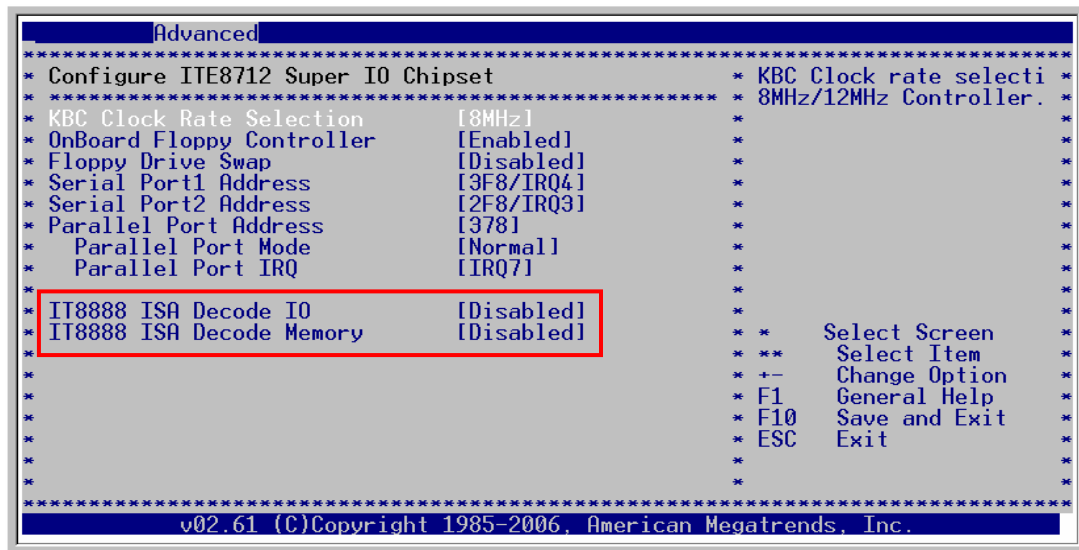 Advanced
Configure ITE8712 Super IO Chipset
KBC Clock Rate Selection [8MHz]
OnBoard Floppy Controller [Enabled]
Floppy Drive Swap [Disabled]
Serial Port1 Address [3F8/IRQ4]
Serial Port2 Address [2F8/IRQ3]
Parallel Port Address [378]
Parallel Port Mode [Normal]
Parallel Port IRQ [IRQ7]
IT8888 ISA Decode IO [Disabled]
IT8888 ISA Decode Memory [Disabled]
KBC Clock rate selecti
8MHz/12MHz Controller.
* Select Screen
** Select Item
+- Change Option
F1 General Help
F10 Save and Exit
ESC Exit
v02.61 (C)Copyright 1985-2006, American Megatrends, Inc.